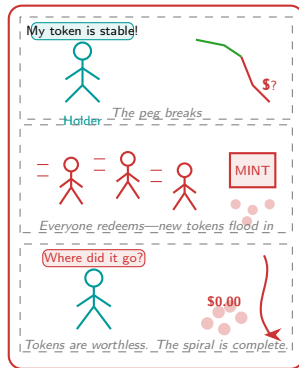 My token is stable!
$?
Holder
The peg breaks
MINT
Everyone redeems—new tokens flood in
Where did it go?
$0.00
Tokens are worthless. The spiral is complete.